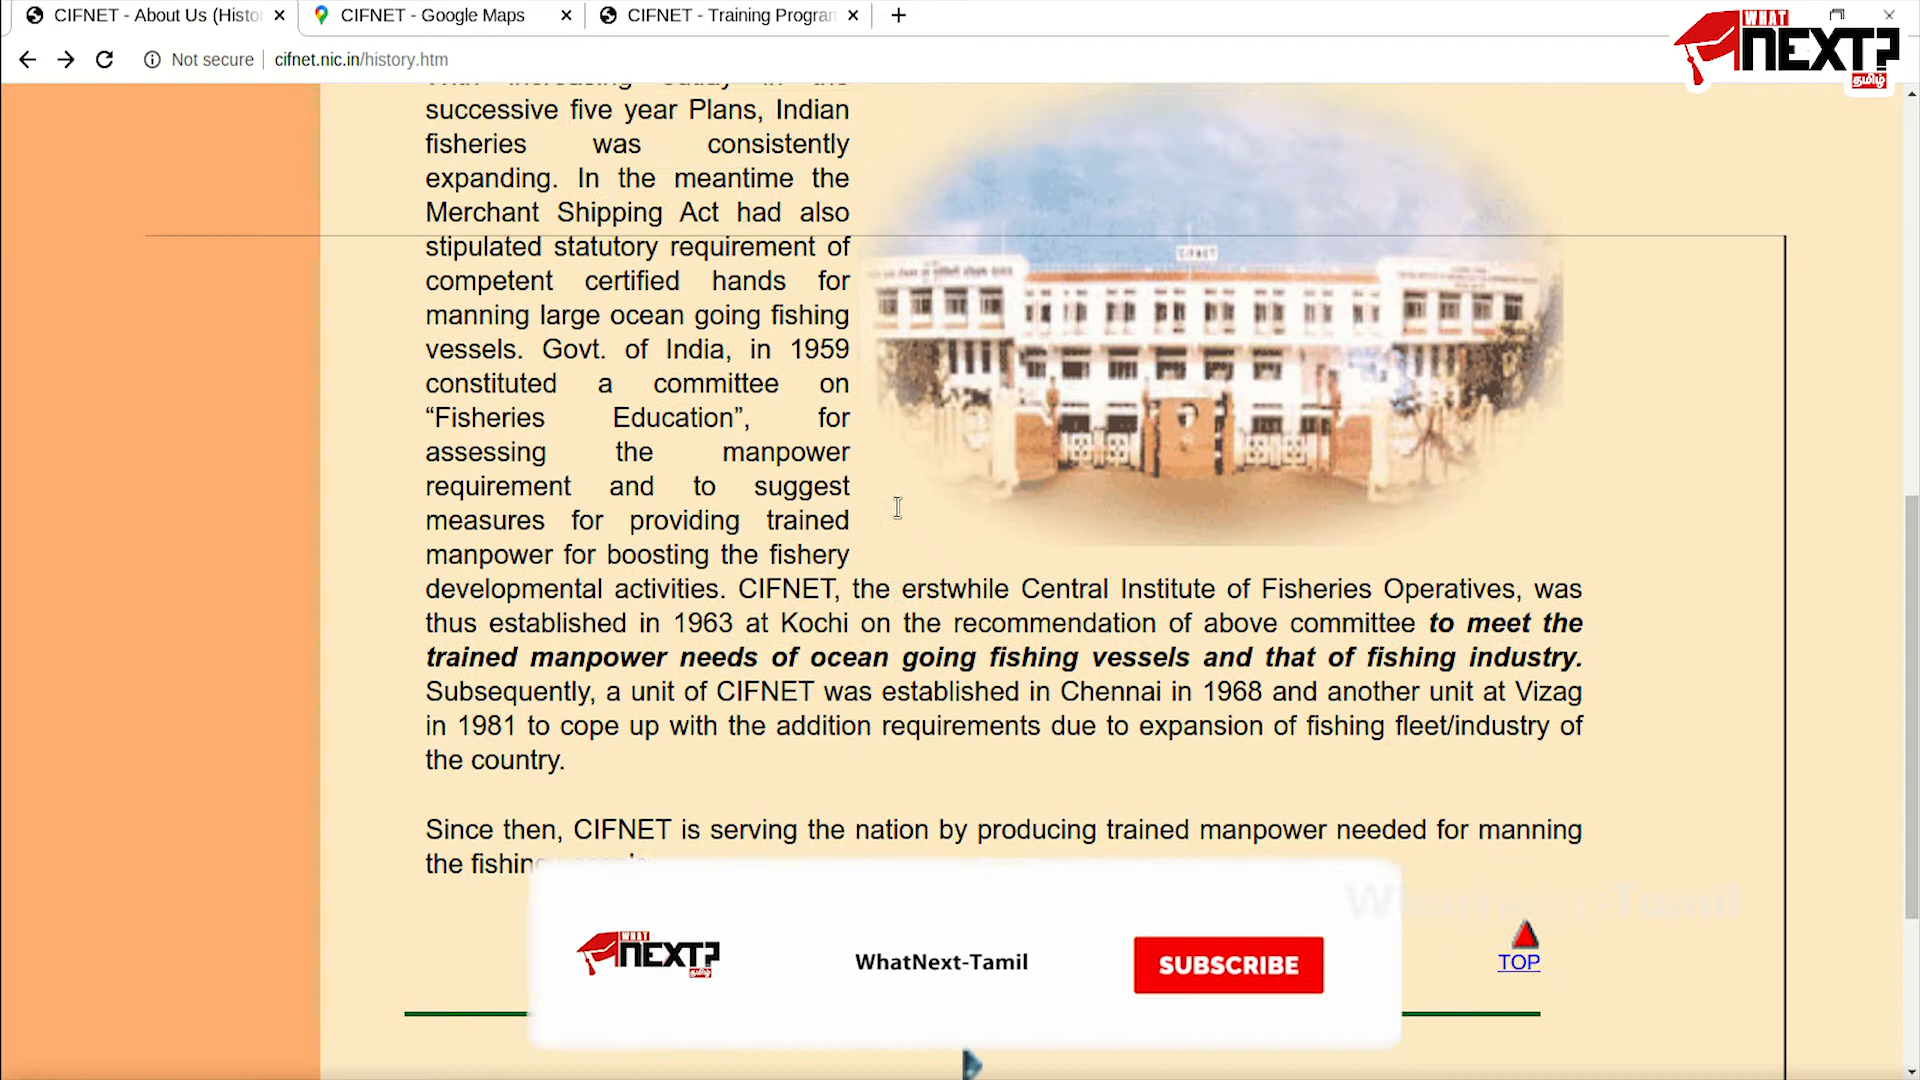 CIFNET - About Us (Histo
CIFNET - Google Maps
CIFNET - Training Program
Not secure
cifnet.nic.in/history.htm
WHAT
NEXT?
தமிழ்
successive five year Plans, Indian
fisheries was consistently
expanding. In the meantime the
Merchant Shipping Act had also
stipulated statutory requirement of
competent certified hands for
manning large ocean going fishing
vessels. Govt. of India, in 1959
constituted a committee on
“Fisheries Education”, for
assessing the manpower
requirement and to suggest
measures for providing trained
manpower for boosting the fishery
CIFNET
developmental activities. CIFNET, the erstwhile Central Institute of Fisheries Operatives, was
thus established in 1963 at Kochi on the recommendation of above committee to meet the
trained manpower needs of ocean going fishing vessels and that of fishing industry.
Subsequently, a unit of CIFNET was established in Chennai in 1968 and another unit at Vizag
in 1981 to cope up with the addition requirements due to expansion of fishing fleet/industry of
the country.
Since then, CIFNET is serving the nation by producing trained manpower needed for manning
the fishing
WHAT
NEXT?
தமிழ்
WhatNext-Tamil
SUBSCRIBE
TOP